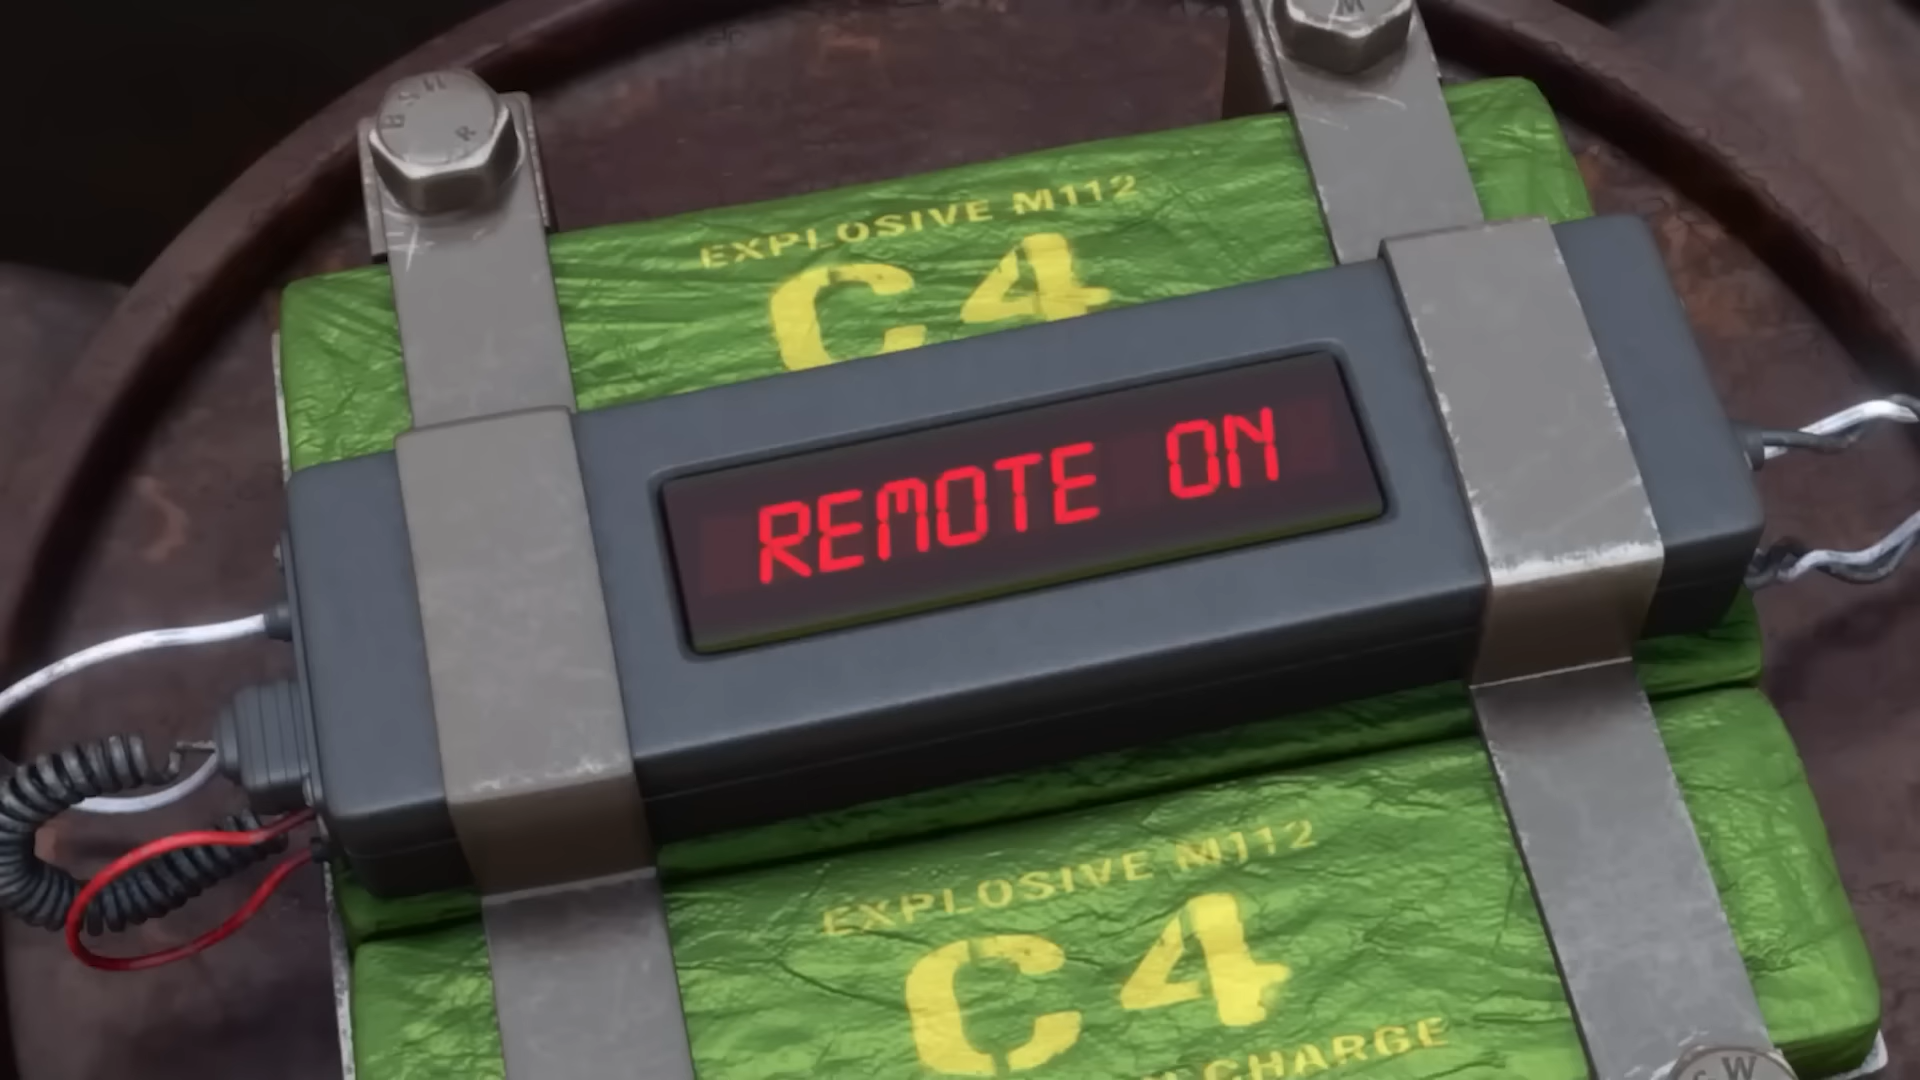 EXPLOSIVE M112
C4
REMOTE ON
EXPLOSIVE M112
C4
CHARGE